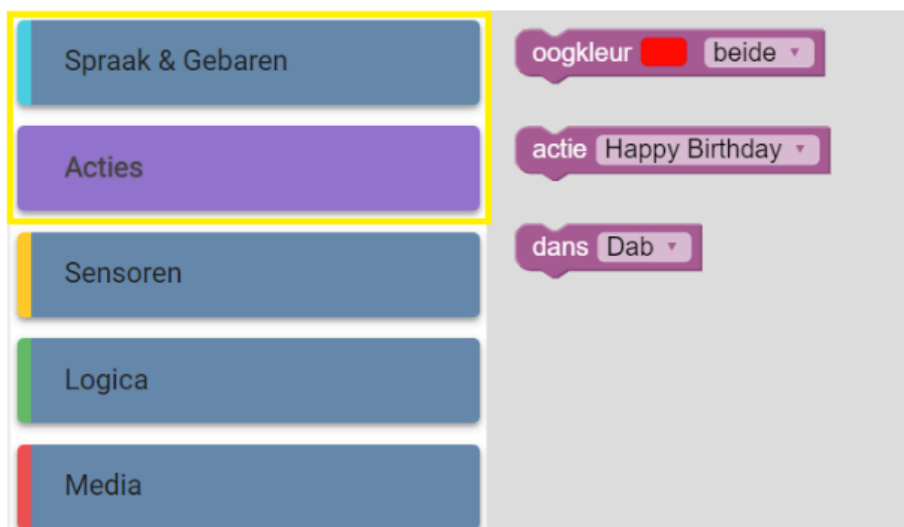 Spraak & Gebaren
Acties
Sensoren
Logica
Media
oogkleur beide
actie Happy Birthday
dans Dab